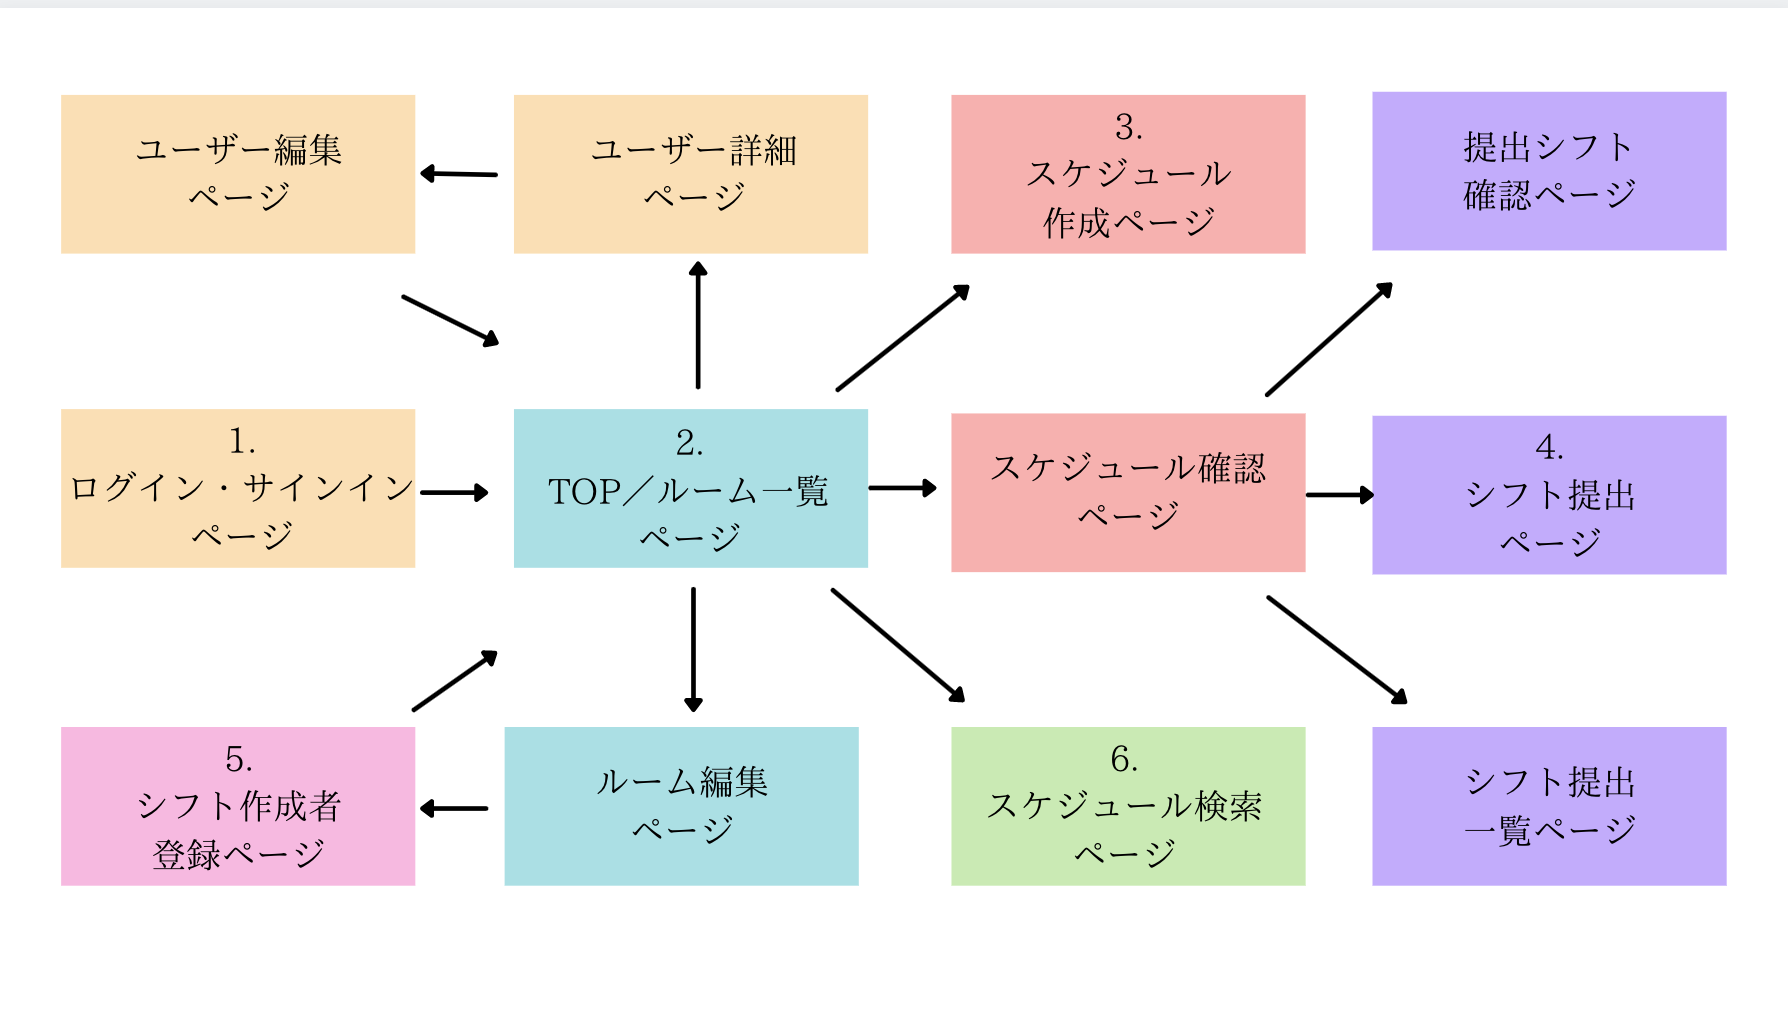 ユーザー編集
ページ
ユーザー詳細
ページ
3.
スケジュール
作成ページ
提出シフト
確認ページ
1.
ログイン・サインイン
ページ
2.
TOP／ルーム一覧
ページ
スケジュール確認
ページ
4.
シフト提出
ページ
5.
シフト作成者
登録ページ
ルーム編集
ページ
6.
スケジュール検索
ページ
シフト提出
一覧ページ